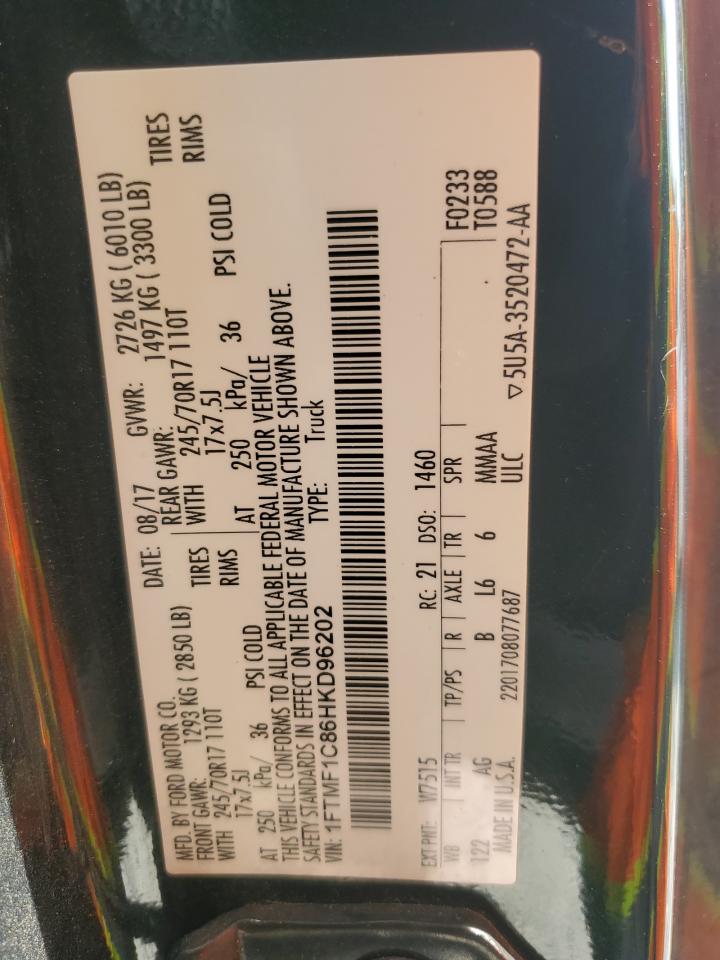 MFD. BY FORD MOTOR CO. DATE: 08/17 GVWR: 2726 KG ( 6010 LB)
FRONT GAWR: 1293 KG ( 2850 LB) REAR GAWR: 1497 KG ( 3300 LB)
WITH 245/70R17 110T TIRES WITH 245/70R17 110T TIRES
17x7.5J RIMS 17x7.5J RIMS
AT 250 kPa/ 36 PSI COLD AT 250 kPa/ 36 PSI COLD
THIS VEHICLE CONFORMS TO ALL APPLICABLE FEDERAL MOTOR VEHICLE
SAFETY STANDARDS IN EFFECT ON THE DATE OF MANUFACTURE SHOWN ABOVE.
VIN: 1FTMF1C86HKD96202 TYPE: Truck
EXT PNT: W7515 RC: 21 DSO: 1460
WB INT TR TP/PS R AXLE TR SPR F0233
122 AG B L6 6 MMAA T0588
2201708077687 ULC
MADE IN U.S.A. ▽ 5U5A-3520472-AA